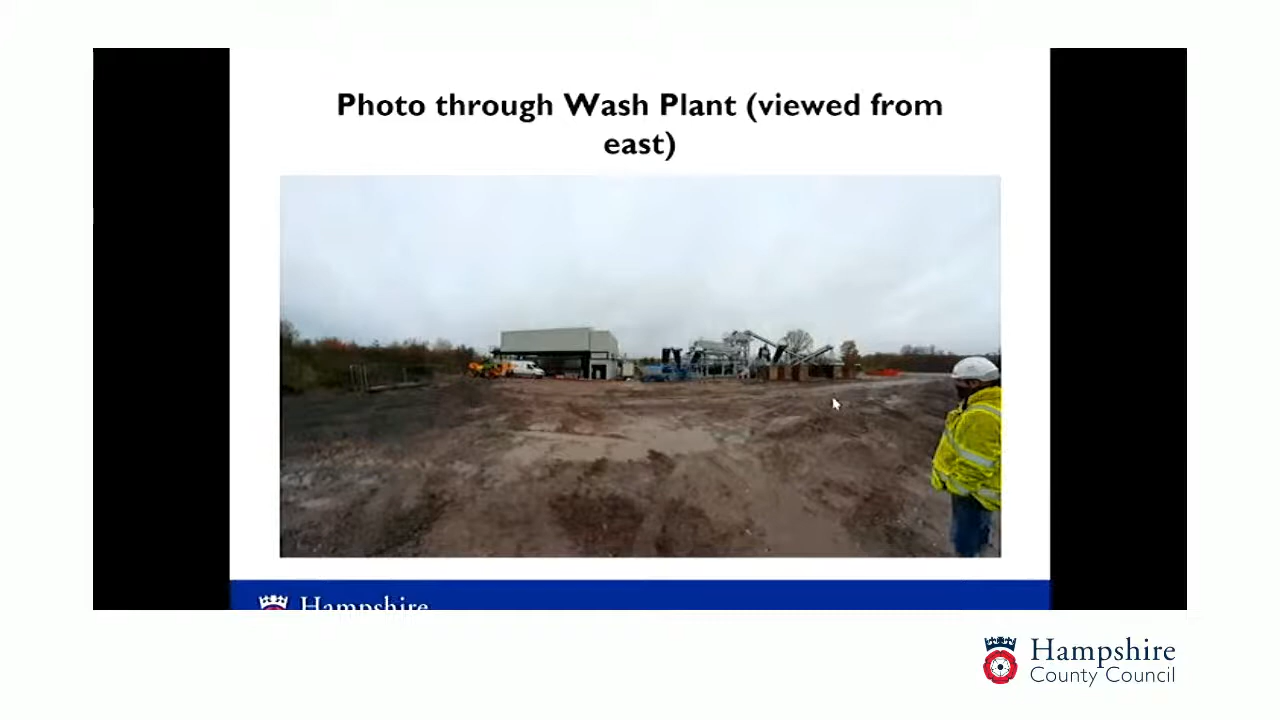 Photo through Wash Plant (viewed from
east)
Hampshire
Hampshire
County Council